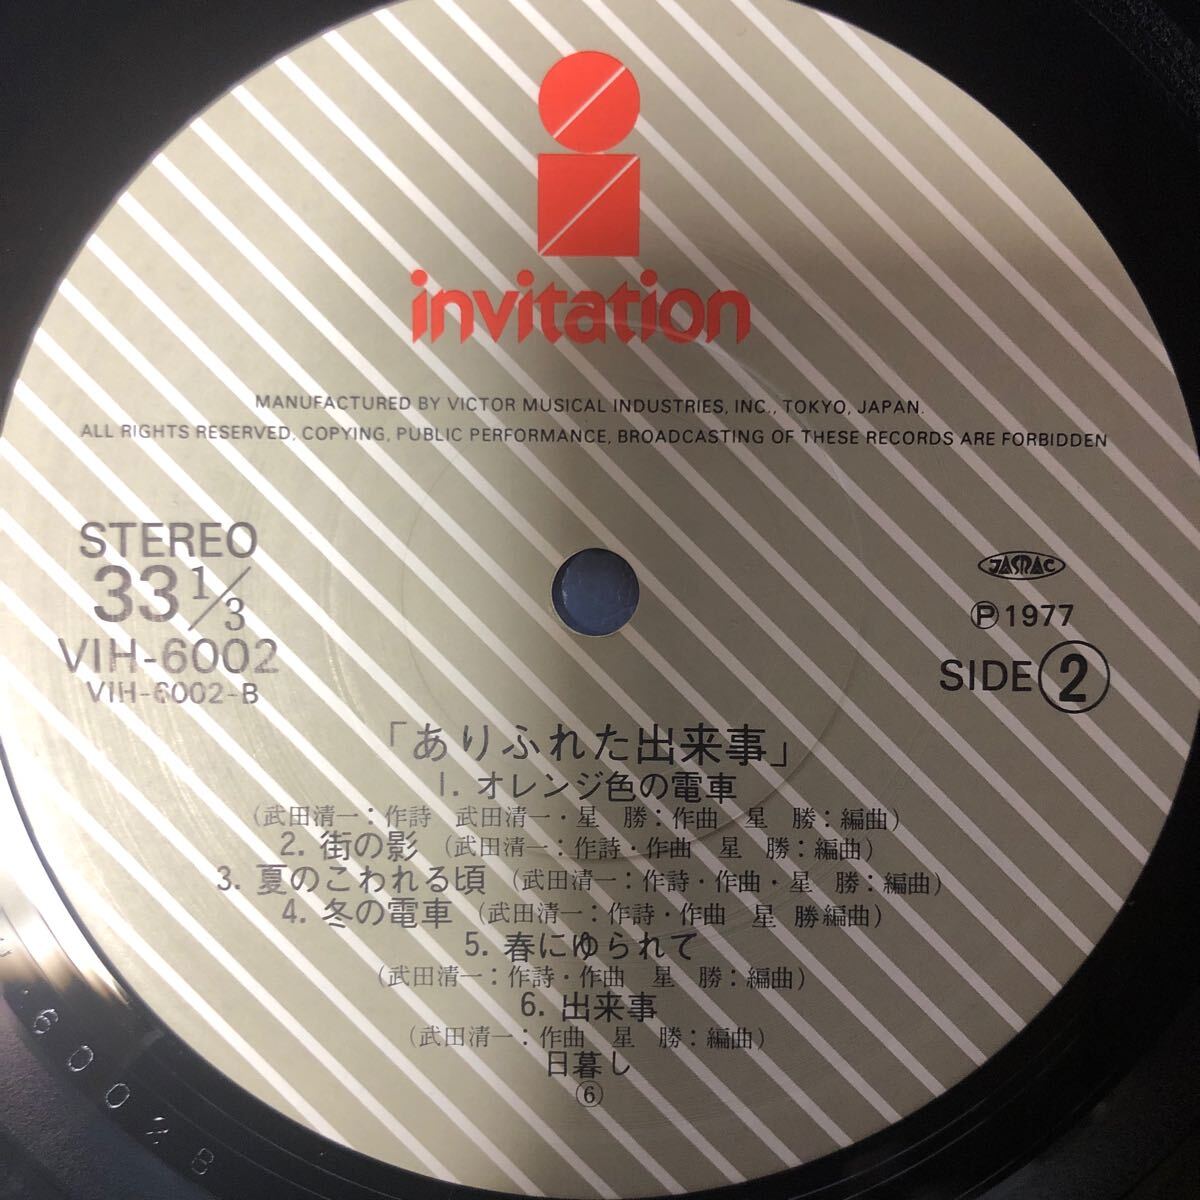 invitation
MANUFACTURED BY VICTOR MUSICAL INDUSTRIES, INC., TOKYO, JAPAN.
ALL RIGHTS RESERVED, COPYING, PUBLIC PERFORMANCE, BROADCASTING OF THESE RECORDS ARE FORBIDDEN
STEREO
33 1/3
VIH-6002
VIH-6002-B
JASRAC
Ⓟ1977
SIDE ②
「ありふれた出来事」
1. オレンジ色の電車
(武田清一:作詩 武田清一・星 勝:作曲 星 勝:編曲)
2. 街の影 (武田清一:作詩・作曲 星 勝:編曲)
3. 夏のこわれる頃 (武田清一:作詩・作曲・星 勝:編曲)
4. 冬の電車 (武田清一:作詩・作曲 星 勝編曲)
5. 春にゆられて
(武田清一:作詩・作曲 星 勝:編曲)
6. 出来事
(武田清一:作曲 星 勝:編曲)
日暮し
⑥
6002B